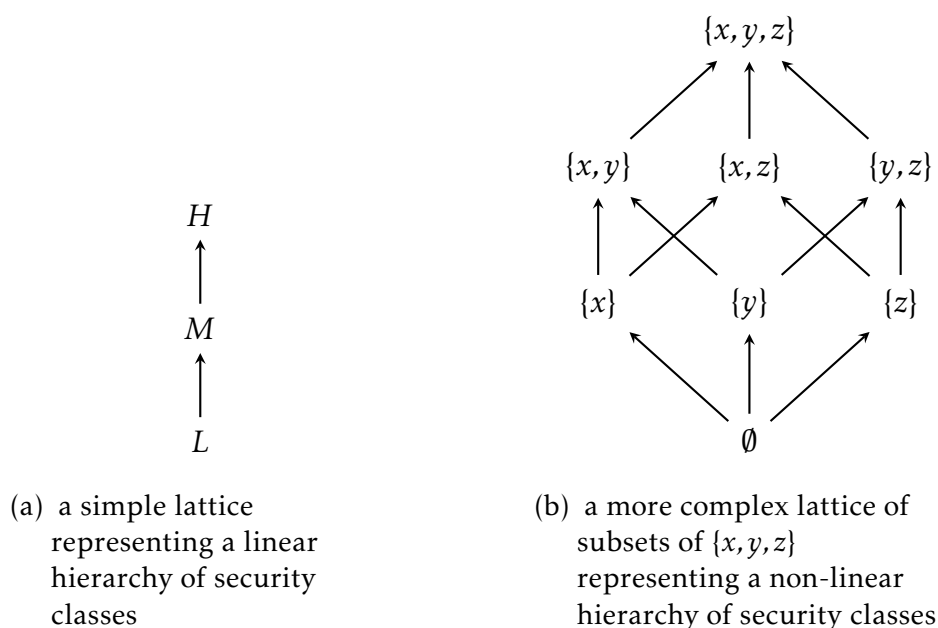 {x, y, z}
{x, y} {x, z} {y, z}
H
M
{x} {y} {z}
L
∅
(a) a simple lattice
representing a linear
hierarchy of security
classes
(b) a more complex lattice of
subsets of {x, y, z}
representing a non-linear
hierarchy of security classes